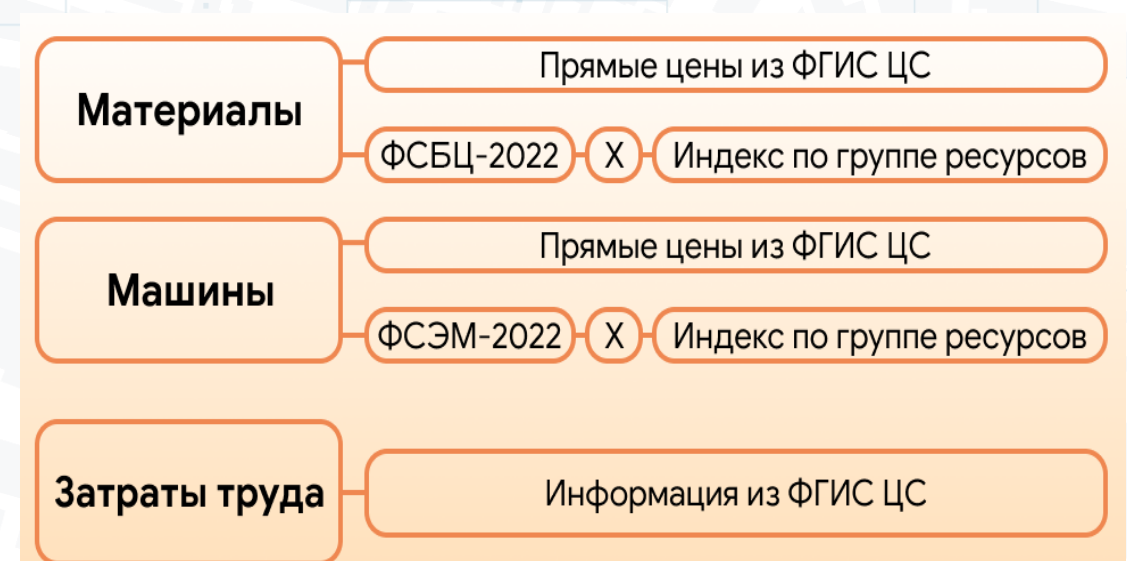 Материалы
Прямые цены из ФГИС ЦС
ФСБЦ-2022 Х Индекс по группе ресурсов
Машины
Прямые цены из ФГИС ЦС
ФСЭМ-2022 Х Индекс по группе ресурсов
Затраты труда
Информация из ФГИС ЦС